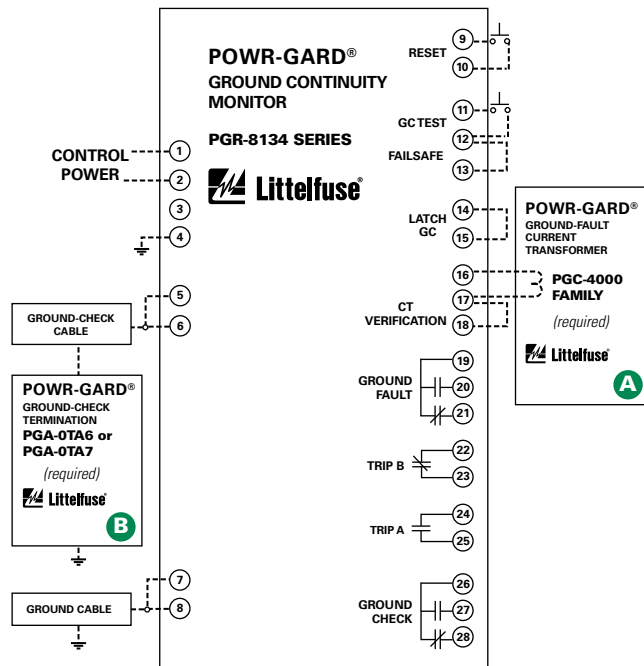 POWR-GARD®
GROUND CONTINUITY
MONITOR
PGR-8134 SERIES
Littelfuse®
CONTROL
POWER
1
2
3
4
5
6
GROUND-CHECK
CABLE
POWR-GARD®
GROUND-CHECK
TERMINATION
PGA-0TA6 or
PGA-0TA7
(required)
Littelfuse®
B
7
8
GROUND CABLE
RESET
9
10
GC TEST
11
12
FAILSAFE
13
LATCH
GC
14
15
16
17
CT
VERIFICATION
18
POWR-GARD®
GROUND-FAULT
CURRENT
TRANSFORMER
PGC-4000
FAMILY
(required)
Littelfuse®
A
GROUND
FAULT
19
20
21
TRIP B
22
23
TRIP A
24
25
GROUND
CHECK
26
27
28